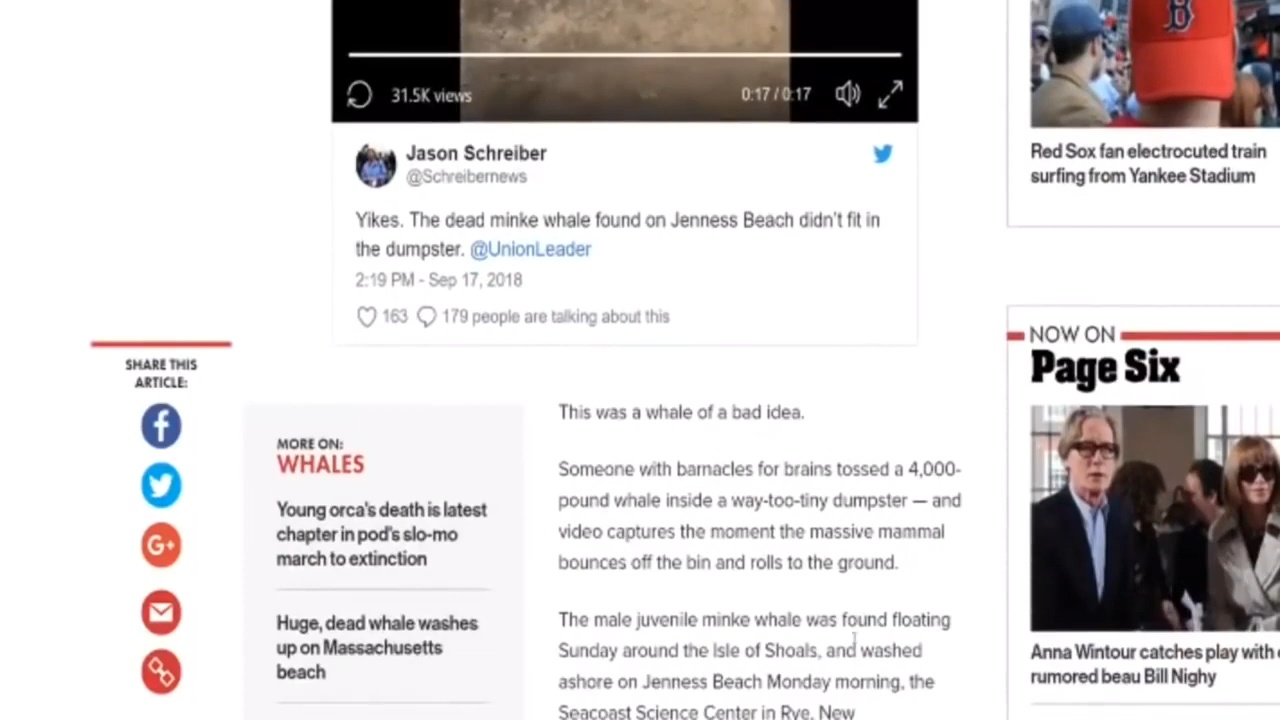 31.5K views
0:17 / 0:17
Jason Schreiber
@Schreibernews
Yikes. The dead minke whale found on Jenness Beach didn't fit in
the dumpster. @UnionLeader
2:19 PM - Sep 17, 2018
163
179 people are talking about this
SHARE THIS
ARTICLE:
G+
MORE ON:
WHALES
Young orca's death is latest
chapter in pod's slo-mo
march to extinction
Huge, dead whale washes
up on Massachusetts
beach
This was a whale of a bad idea.
Someone with barnacles for brains tossed a 4,000-
pound whale inside a way-too-tiny dumpster — and
video captures the moment the massive mammal
bounces off the bin and rolls to the ground.
The male juvenile minke whale was found floating
Sunday around the Isle of Shoals, and washed
ashore on Jenness Beach Monday morning, the
Seacoast Science Center in Rye, New
B
Red Sox fan electrocuted train
surfing from Yankee Stadium
NOW ON
Page Six
Anna Wintour catches play with
rumored beau Bill Nighy